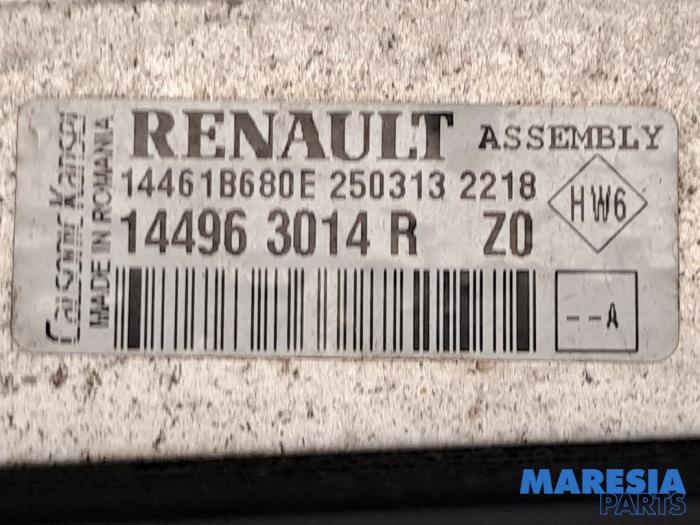 RENAULT ASSEMBLY
14461B680E 250313 2218
14496 3014 R Z0
HW6
--A
Calsonic Kansei
MADE IN ROMANIA
MARESIA
PARTS